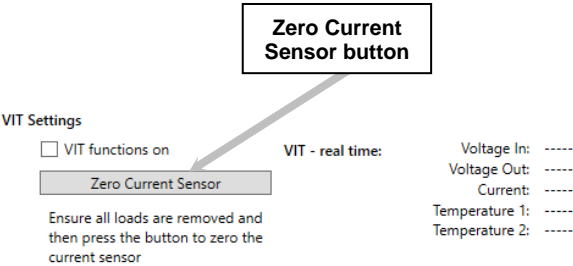 Zero Current
Sensor button
VIT Settings
VIT functions on
Zero Current Sensor
Ensure all loads are removed and
then press the button to zero the
current sensor
VIT - real time:
Voltage In: -----
Voltage Out: -----
Current: -----
Temperature 1: -----
Temperature 2: -----